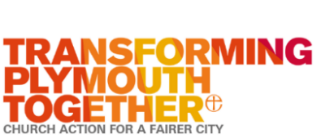 TRANSFORMING
PLYMOUTH
TOGETHER
CHURCH ACTION FOR A FAIRER CITY